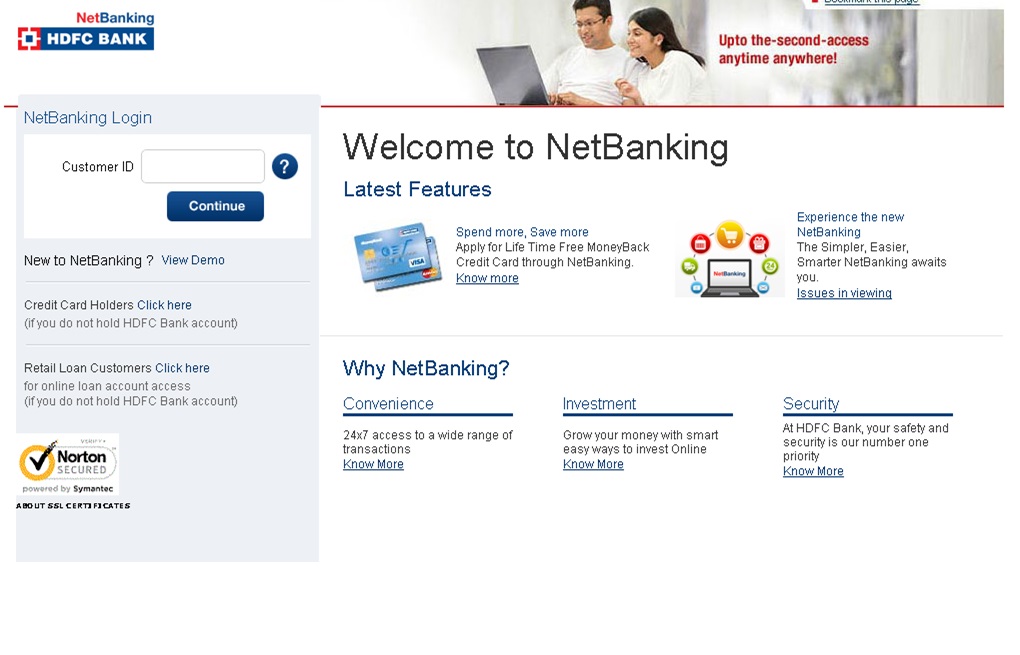 Bookmark this page
NetBanking
HDFC BANK
Upto the-second-access
anytime anywhere!
NetBanking Login
Customer ID
?
Continue
New to NetBanking ? View Demo
Credit Card Holders Click here
(if you do not hold HDFC Bank account)
Retail Loan Customers Click here
for online loan account access
(if you do not hold HDFC Bank account)
VERIFY
Norton
SECURED
powered by Symantec
ABOUT SSL CERTIFICATES
Welcome to NetBanking
Latest Features
VISA
Spend more, Save more
Apply for Life Time Free MoneyBack
Credit Card through NetBanking.
Know more
24
NetBanking
Experience the new
NetBanking
The Simpler, Easier,
Smarter NetBanking awaits
you.
Issues in viewing
Why NetBanking?
Convenience
24x7 access to a wide range of
transactions
Know More
Investment
Grow your money with smart
easy ways to invest Online
Know More
Security
At HDFC Bank, your safety and
security is our number one
priority
Know More